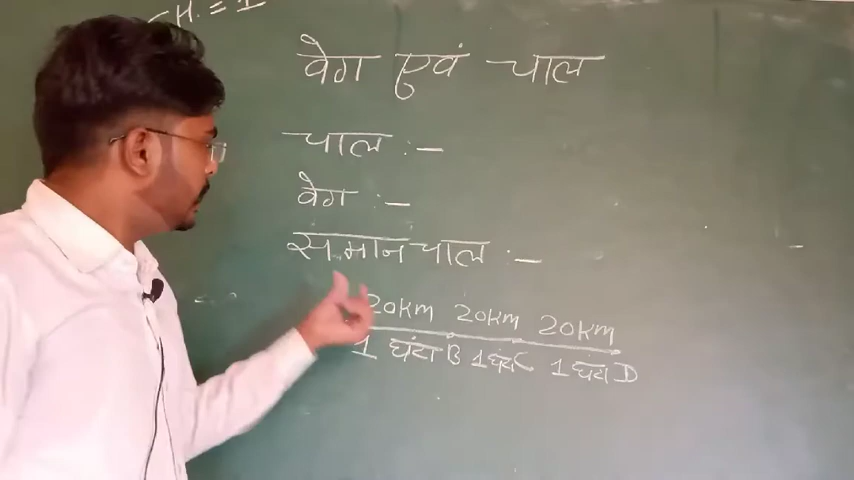 CH. = 1
वेग एवं चाल
चाल :-
वेग :-
समान चाल :-
20km 20km 20km
1 घंटा B 1 घंटा C 1 घंटा D